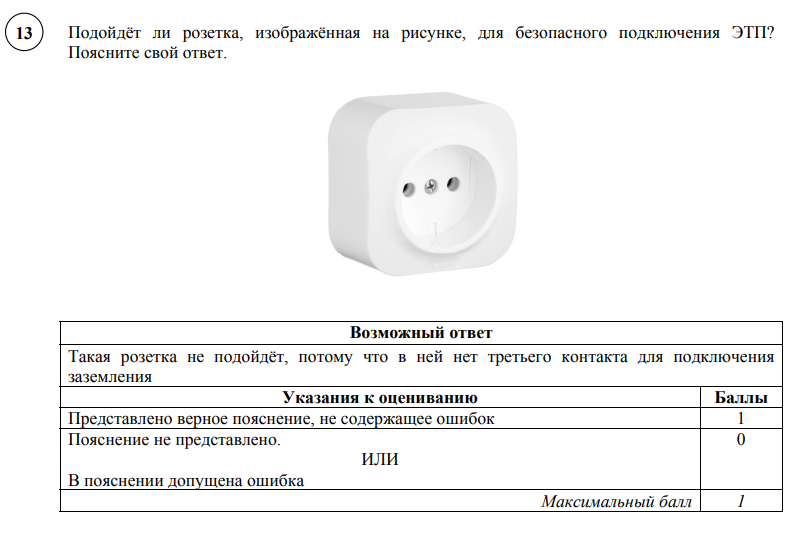 13
Подойдёт ли розетка, изображённая на рисунке, для безопасного подключения ЭТП?
Поясните свой ответ.
Возможный ответ
Такая розетка не подойдёт, потому что в ней нет третьего контакта для подключения
заземления
Указания к оцениванию Баллы
Представлено верное пояснение, не содержащее ошибок 1
Пояснение не представлено. 0
ИЛИ
В пояснении допущена ошибка
Максимальный балл 1